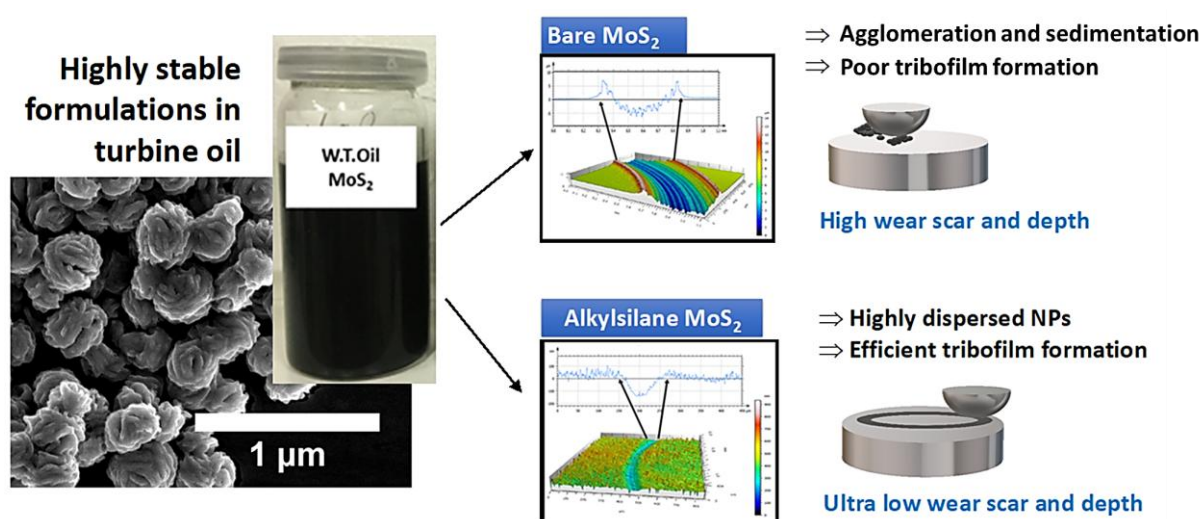 Highly stable
formulations in
turbine oil
W.T.Oil
MoS₂
1 µm
Bare MoS₂
⇒ Agglomeration and sedimentation
⇒ Poor tribofilm formation
High wear scar and depth
Alkylsilane MoS₂
⇒ Highly dispersed NPs
⇒ Efficient tribofilm formation
Ultra low wear scar and depth